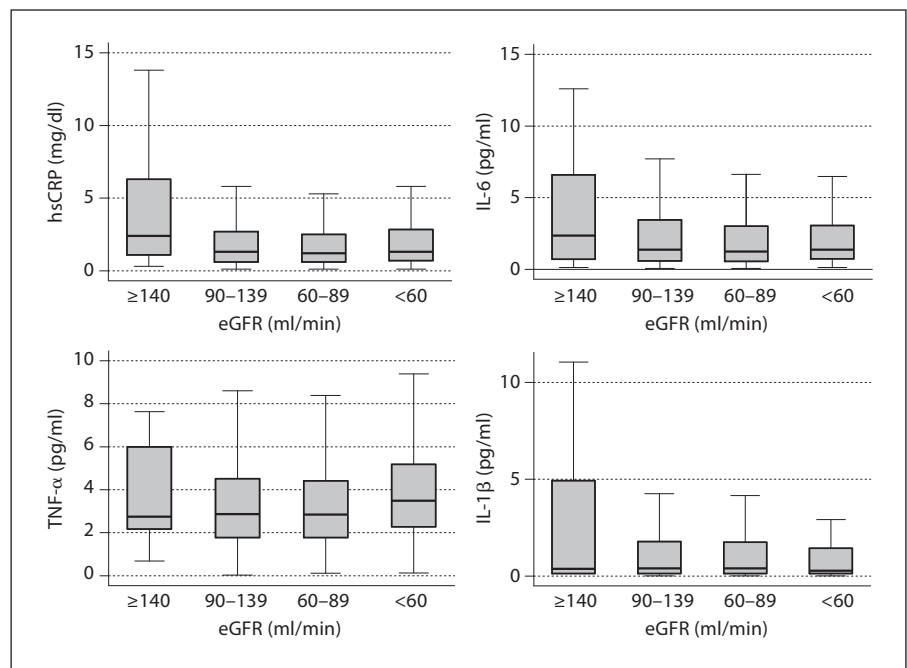 15
10
5
0
hsCRP (mg/dl)
≥140 90–139 60–89 <60
eGFR (ml/min)
15
10
5
0
IL-6 (pg/ml)
≥140 90–139 60–89 <60
eGFR (ml/min)
10
8
6
4
2
0
TNF-α (pg/ml)
≥140 90–139 60–89 <60
eGFR (ml/min)
10
5
0
IL-1β (pg/ml)
≥140 90–139 60–89 <60
eGFR (ml/min)